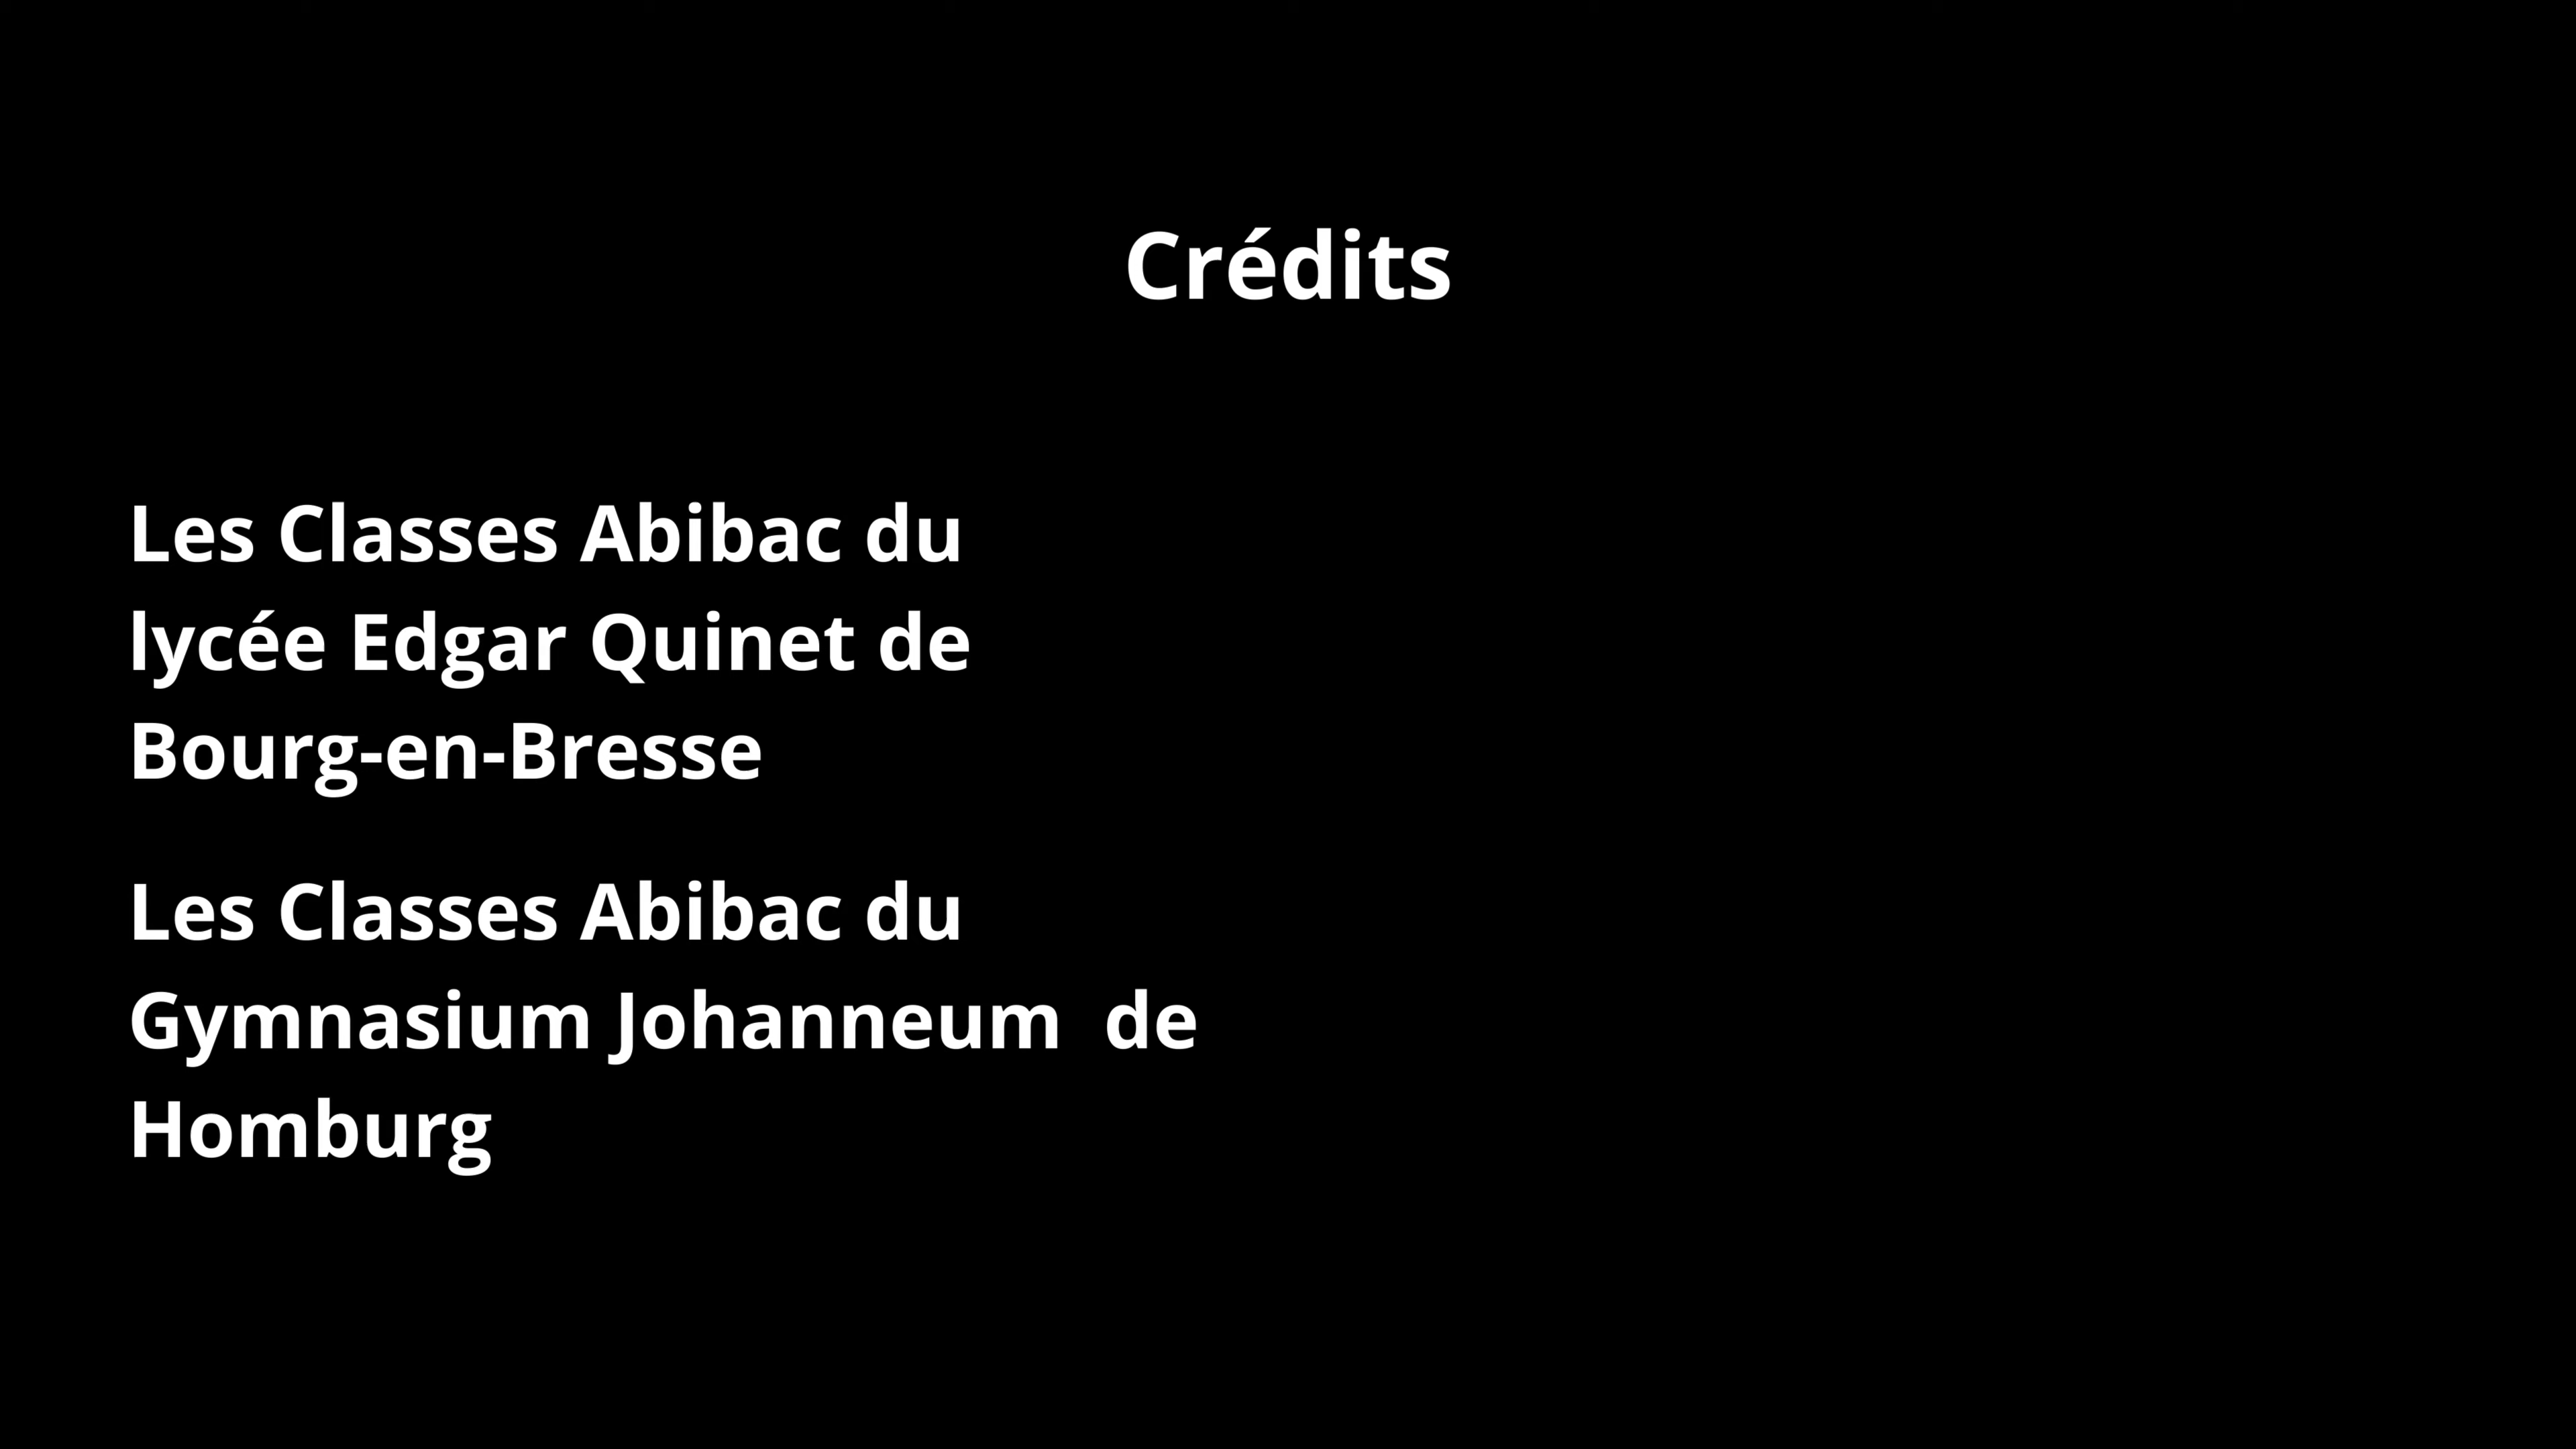 Crédits
Les Classes Abibac du
lycée Edgar Quinet de
Bourg-en-Bresse
Les Classes Abibac du
Gymnasium Johanneum  de
Homburg